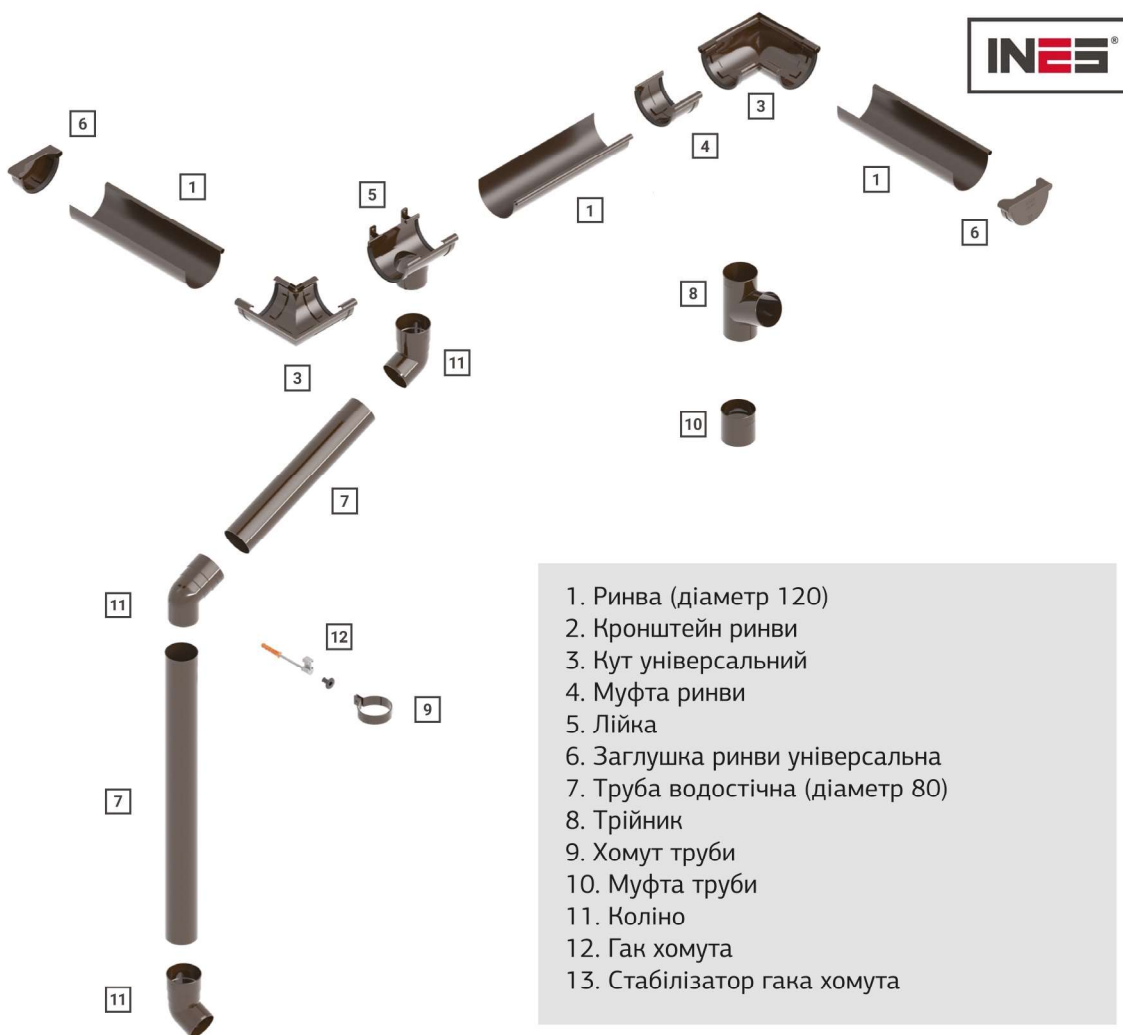 INES®
3
6
4
1
5
1
1
6
8
11
3
10
7
11
12
9
7
11
1. Ринва (діаметр 120)
2. Кронштейн ринви
3. Кут універсальний
4. Муфта ринви
5. Лійка
6. Заглушка ринви універсальна
7. Труба водостічна (діаметр 80)
8. Трійник
9. Хомут труби
10. Муфта труби
11. Коліно
12. Гак хомута
13. Стабілізатор гака хомута